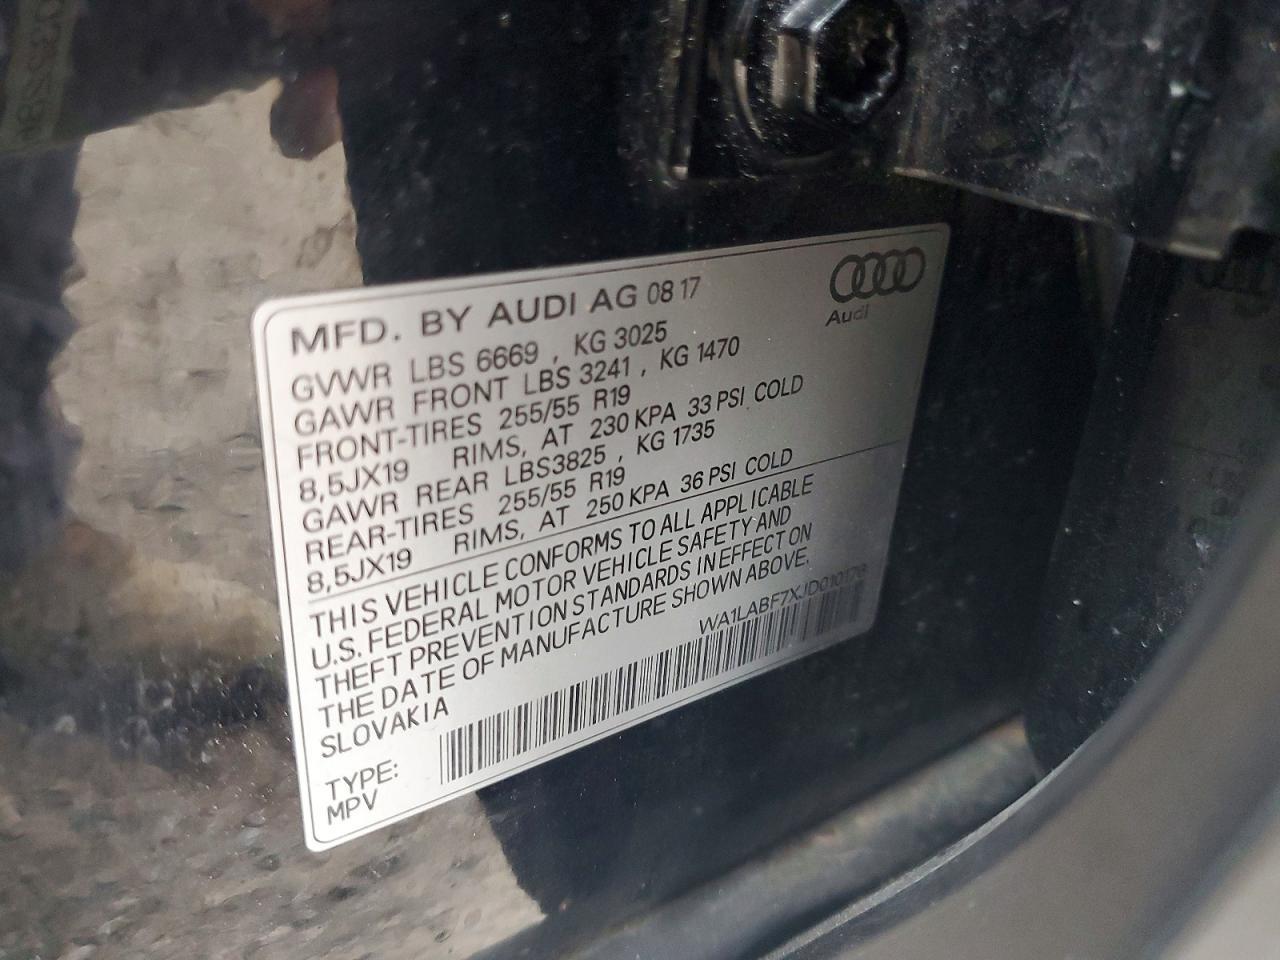 MFD. BY AUDI AG 08 17
Audi
GVWR LBS 6669 , KG 3025
GAWR FRONT LBS 3241 , KG 1470
FRONT-TIRES 255/55 R19
8,5JX19 RIMS, AT 230 KPA 33 PSI COLD
GAWR REAR LBS3825 , KG 1735
REAR-TIRES 255/55 R19
8,5JX19 RIMS, AT 250 KPA 36 PSI COLD
THIS VEHICLE CONFORMS TO ALL APPLICABLE
U.S. FEDERAL MOTOR VEHICLE SAFETY AND
THEFT PREVENTION STANDARDS IN EFFECT ON
THE DATE OF MANUFACTURE SHOWN ABOVE.
SLOVAKIA
WA1LABF7XJD010178
TYPE:
MPV